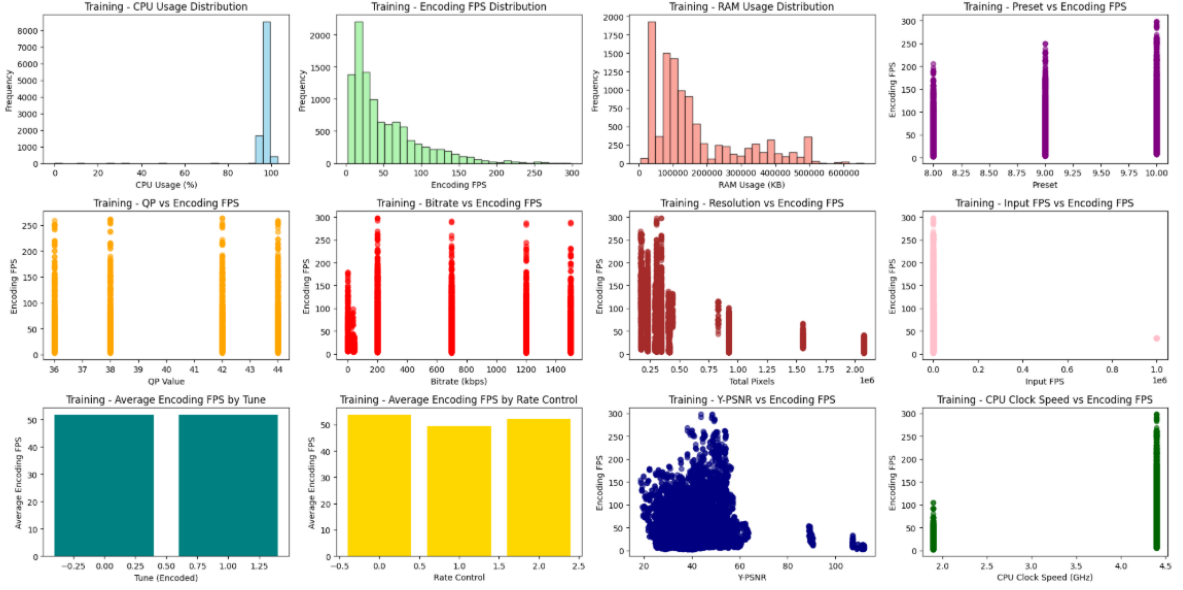 Training - CPU Usage Distribution
Frequency
8000
7000
6000
5000
4000
3000
2000
1000
0
0 20 40 60 80 100
CPU Usage (%)
Training - Encoding FPS Distribution
Frequency
2000
1500
1000
500
0
0 50 100 150 200 250 300
Encoding FPS
Training - RAM Usage Distribution
Frequency
2000
1750
1500
1250
1000
750
500
250
0
0 1000000 2000000 3000000 4000000 5000000 6000000
RAM Usage (KB)
Training - Preset vs Encoding FPS
Encoding FPS
300
250
200
150
100
50
0
8.00 8.25 8.50 8.75 9.00 9.25 9.50 9.75 10.00
Preset
Training - QP vs Encoding FPS
Encoding FPS
250
200
150
100
50
0
36 37 38 39 40 41 42 43 44
QP Value
Training - Bitrate vs Encoding FPS
Encoding FPS
300
250
200
150
100
50
0
0 200 400 600 800 1000 1200 1400
Bitrate (kbps)
Training - Resolution vs Encoding FPS
Encoding FPS
300
250
200
150
100
50
0
0.25 0.50 0.75 1.00 1.25 1.50 1.75 2.00
Total Pixels
1e6
Training - Input FPS vs Encoding FPS
Encoding FPS
300
250
200
150
100
50
0
0.0 0.2 0.4 0.6 0.8 1.0
Input FPS
1e6
Training - Average Encoding FPS by Tune
Average Encoding FPS
50
40
30
20
10
0
−0.25 0.00 0.25 0.50 0.75 1.00 1.25
Tune (Encoded)
Training - Average Encoding FPS by Rate Control
Average Encoding FPS
50
40
30
20
10
0
−0.5 0.0 0.5 1.0 1.5 2.0 2.5
Rate Control
Training - Y-PSNR vs Encoding FPS
Encoding FPS
300
250
200
150
100
50
0
20 40 60 80 100
Y-PSNR
Training - CPU Clock Speed vs Encoding FPS
Encoding FPS
300
250
200
150
100
50
0
2.0 2.5 3.0 3.5 4.0 4.5
CPU Clock Speed (GHz)